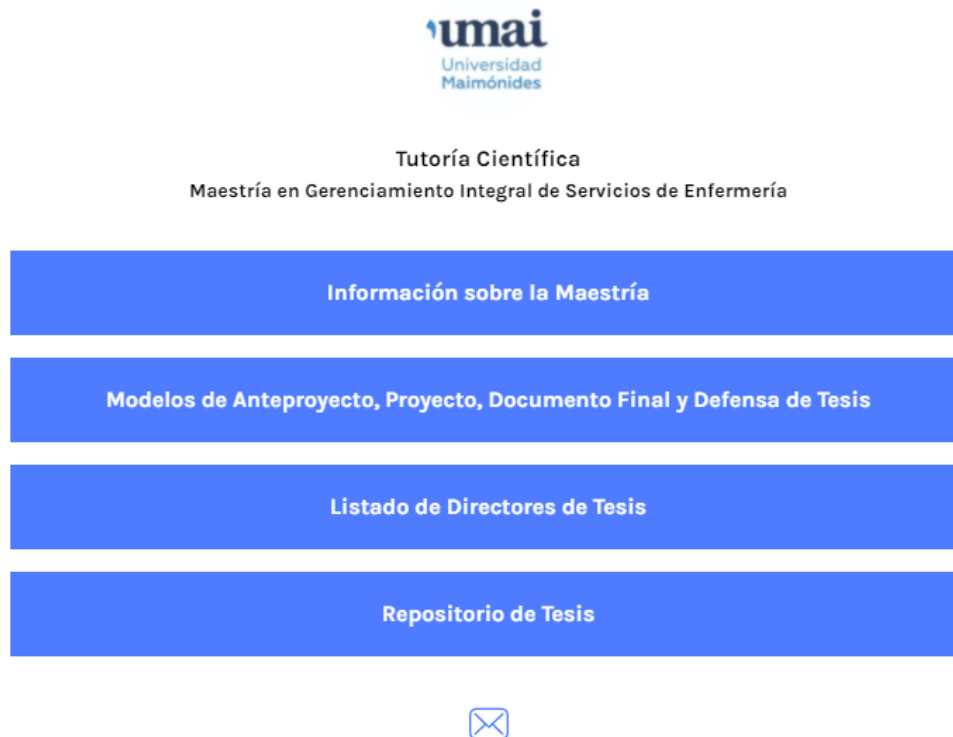 umai
Universidad
Maimónides
Tutoría Científica
Maestría en Gerenciamiento Integral de Servicios de Enfermería
Información sobre la Maestría
Modelos de Anteproyecto, Proyecto, Documento Final y Defensa de Tesis
Listado de Directores de Tesis
Repositorio de Tesis